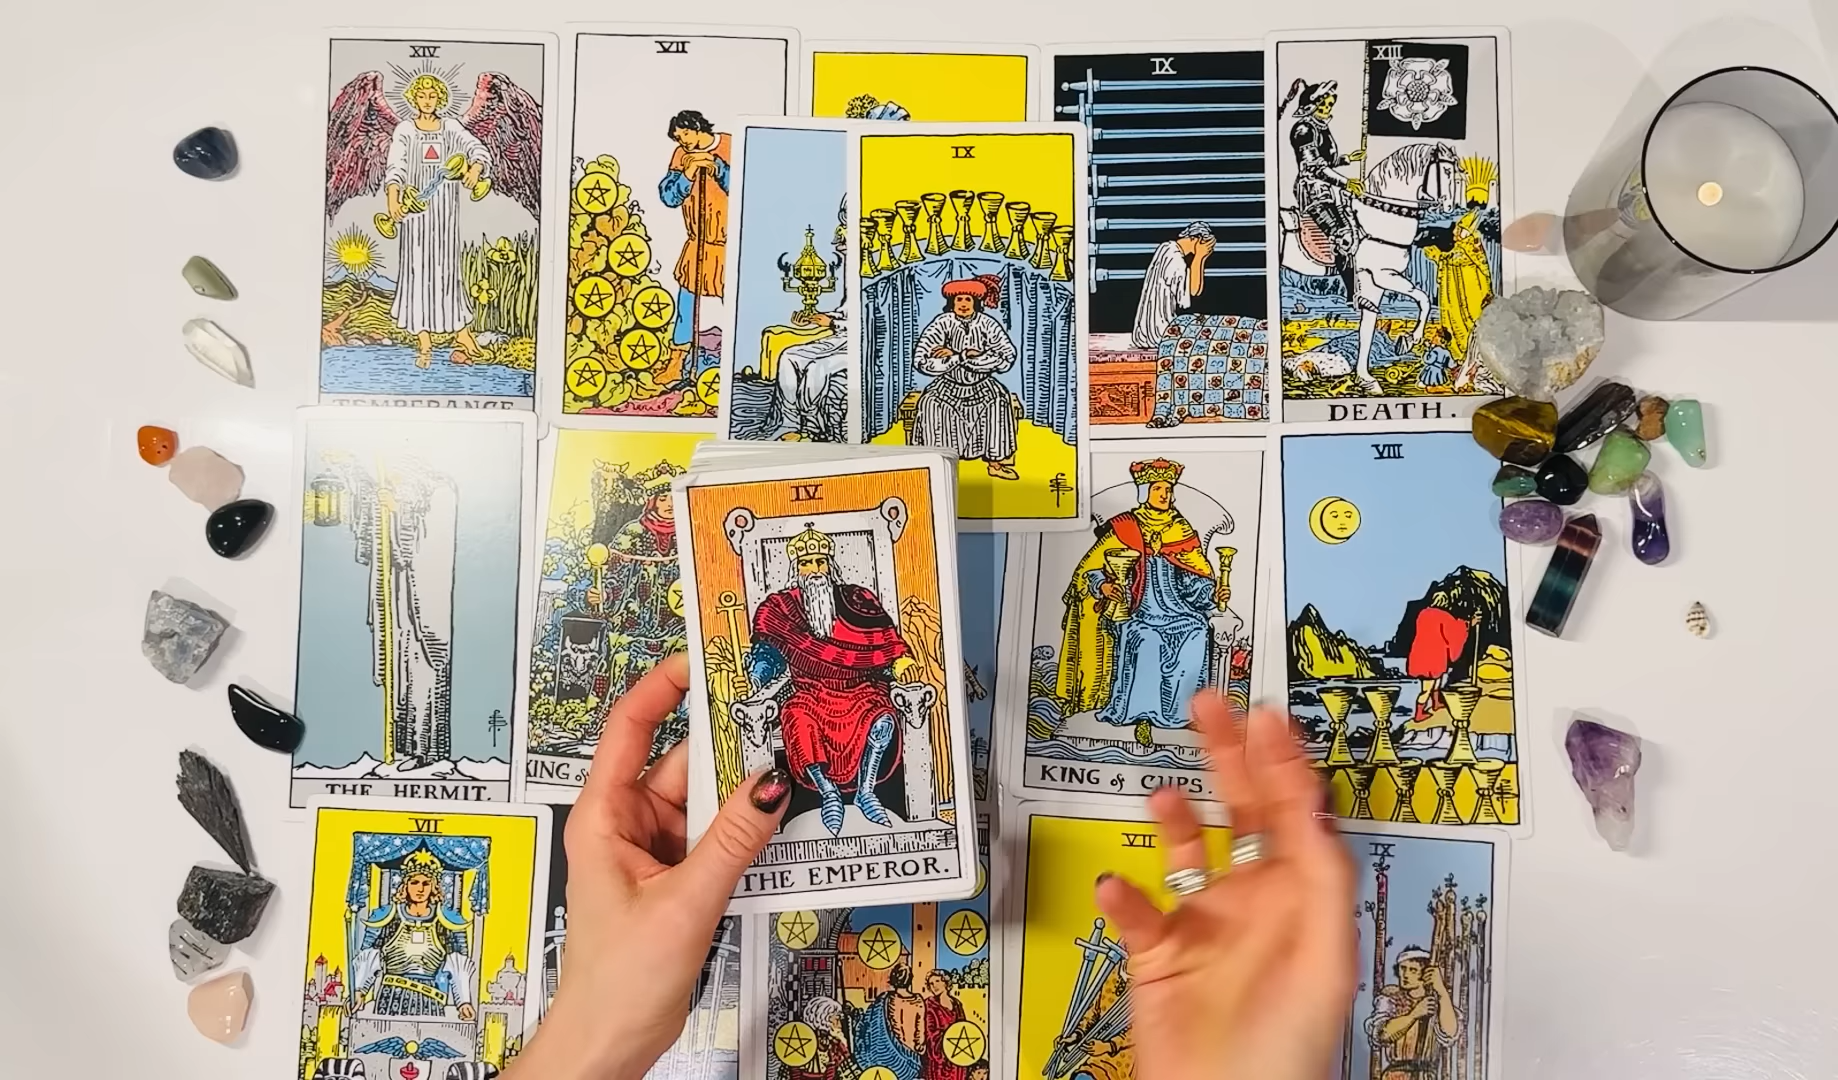 XIV
VII
IX
XIII
IX
TEMPERANCE
DEATH.
VIII
IV
THE HERMIT.
KING of
KING of CUPS.
VII
THE EMPEROR.
VII
IX